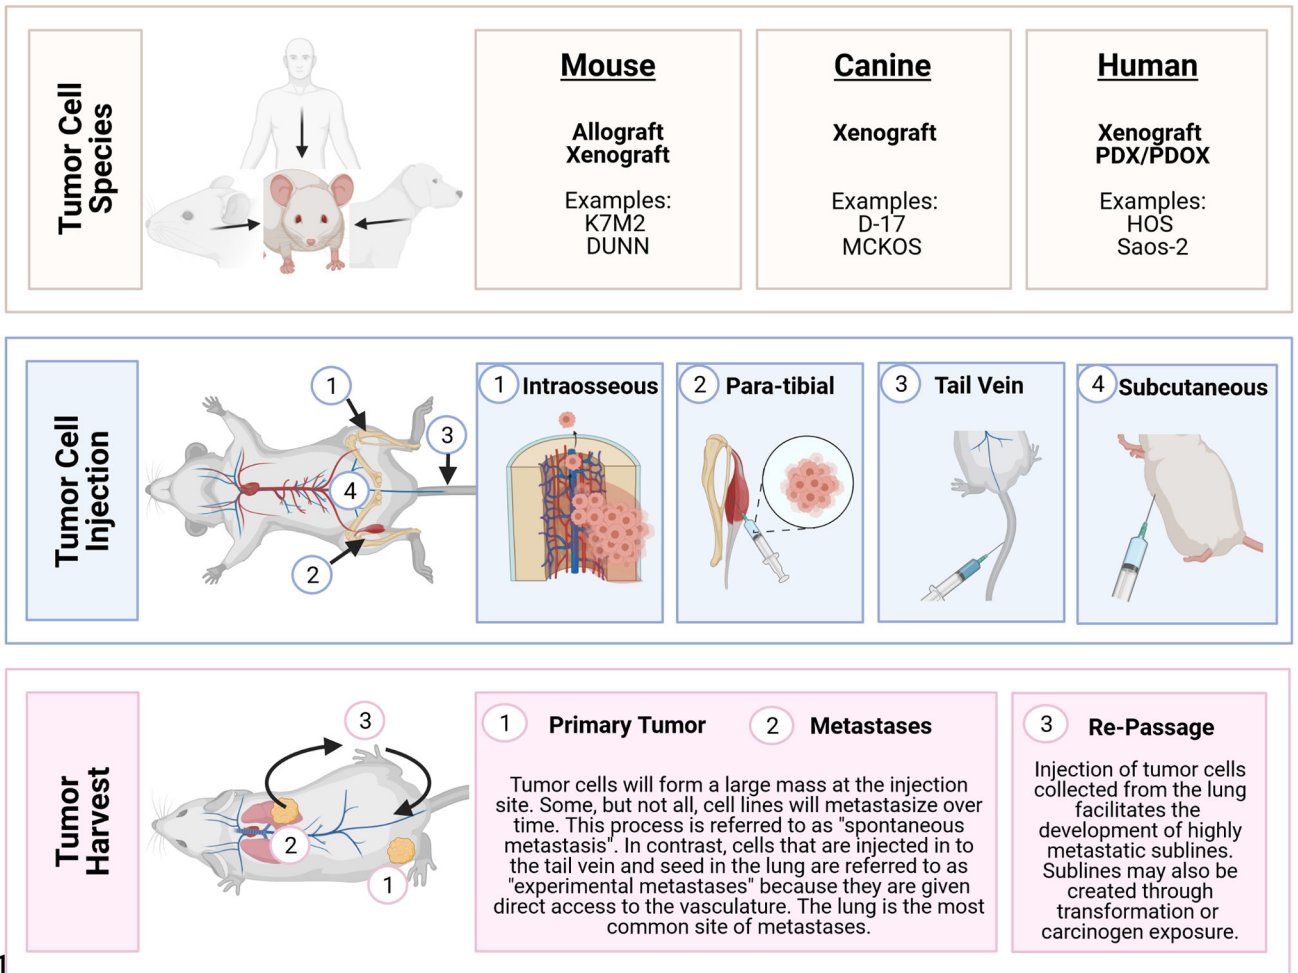 Tumor Cell
Species
Mouse
Allograft
Xenograft
Examples:
K7M2
DUNN
Canine
Xenograft
Examples:
D-17
MCKOS
Human
Xenograft
PDX/PDOX
Examples:
HOS
Saos-2
Tumor Cell
Injection
1
3
4
2
1 Intraosseous
2 Para-tibial
3 Tail Vein
4 Subcutaneous
Tumor
Harvest
3
2
1
1 Primary Tumor
2 Metastases
Tumor cells will form a large mass at the injection
site. Some, but not all, cell lines will metastasize over
time. This process is referred to as "spontaneous
metastasis". In contrast, cells that are injected in to
the tail vein and seed in the lung are referred to as
"experimental metastases" because they are given
direct access to the vasculature. The lung is the most
common site of metastases.
3 Re-Passage
Injection of tumor cells
collected from the lung
facilitates the
development of highly
metastatic sublines.
Sublines may also be
created through
transformation or
carcinogen exposure.